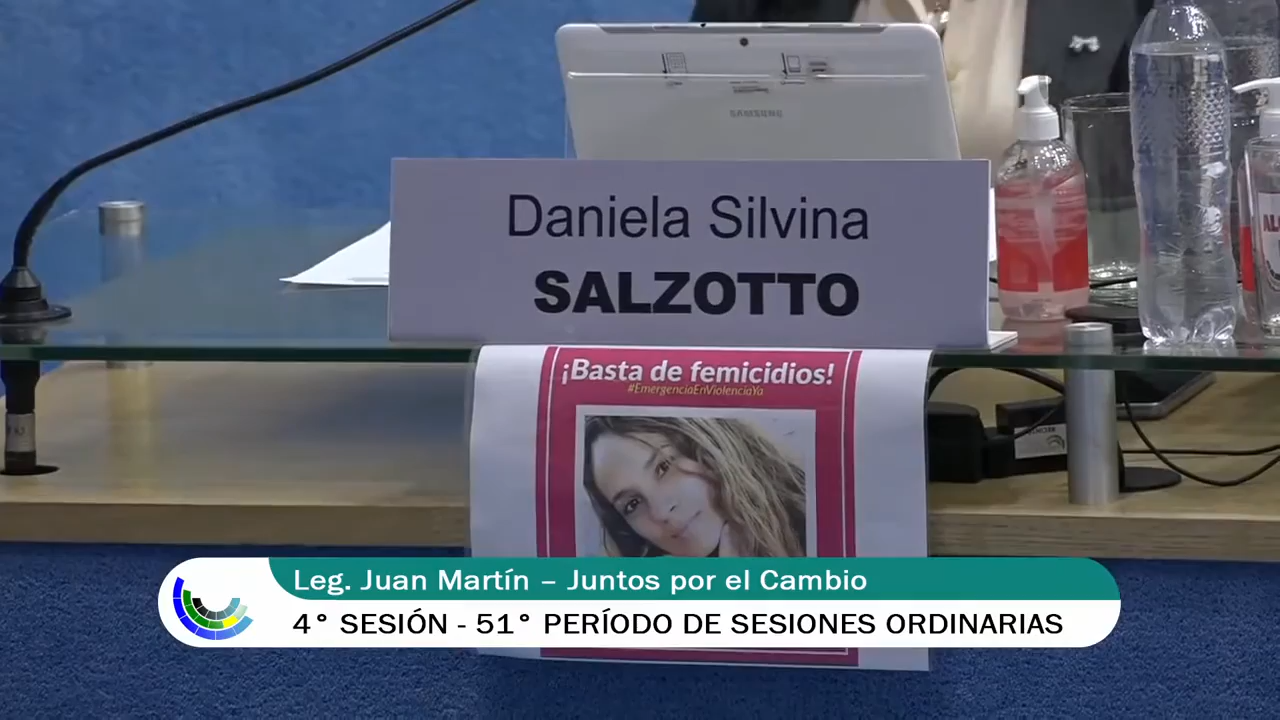 SAMSUNG
Daniela Silvina
SALZOTTO
¡Basta de femicidios!
#EmergenciaEnViolenciaYa
Leg. Juan Martín – Juntos por el Cambio
4° SESIÓN - 51° PERÍODO DE SESIONES ORDINARIAS